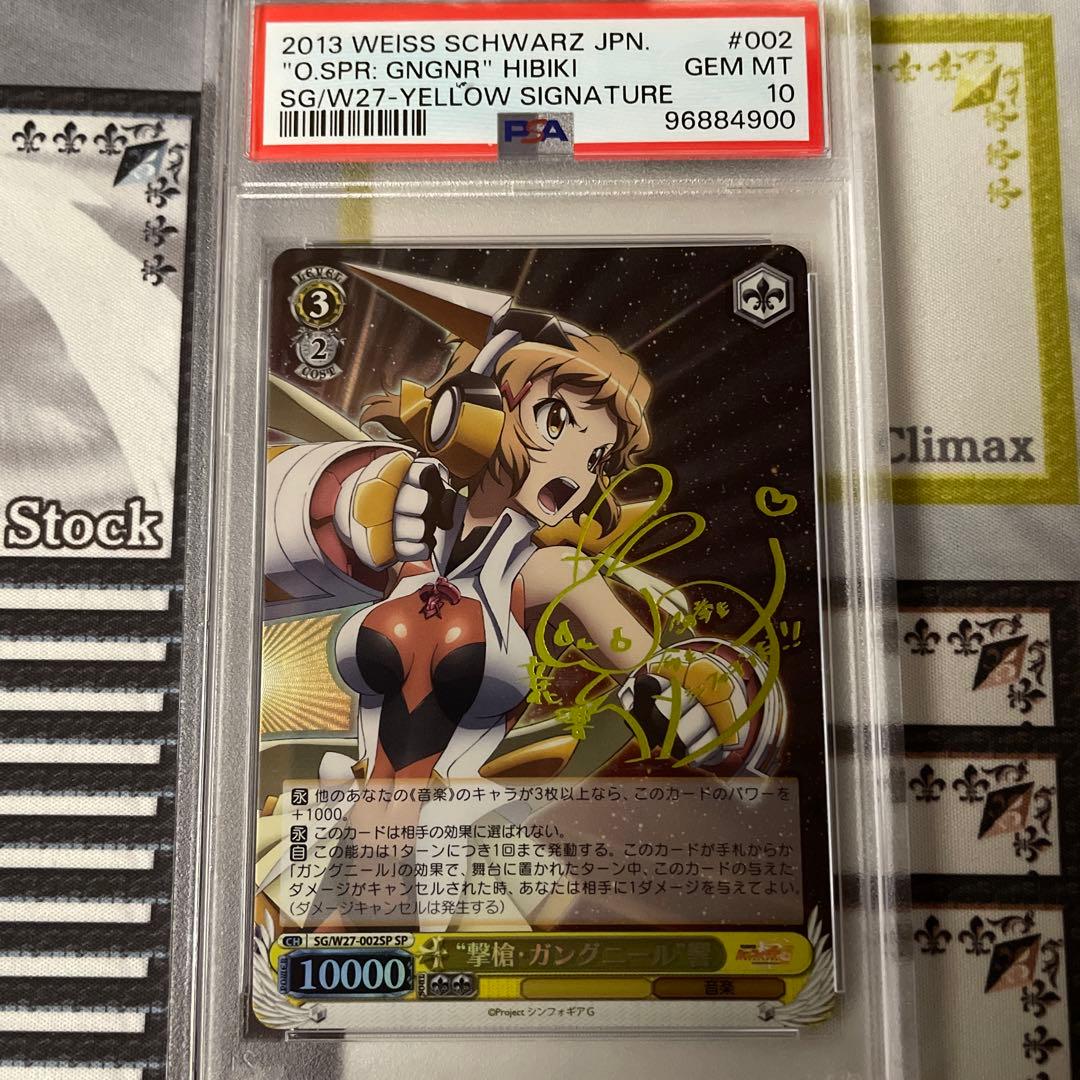 2013 WEISS SCHWARZ JPN. #002
"O.SPR: GNGNR" HIBIKI GEM MT
SG/W27-YELLOW SIGNATURE 10
PSA 96884900
LEVEL
3
2
COST
Climax
Stock
永 他のあなたの《音楽》のキャラが3枚以上なら、このカードのパワーを
+1000。
永 このカードは相手の効果に選ばれない。
自 この能力は1ターンにつき1回まで発動する。このカードが手札からか
「ガングニール」の効果で、舞台に置かれたターン中、このカードの与えた
ダメージがキャンセルされた時、あなたは相手に1ダメージを与えてよい。
(ダメージキャンセルは発生する)
CH SG/W27-002SP SP
"撃槍・ガングニール"響
POWER 10000 SOUL
音楽
©Project シンフォギアG